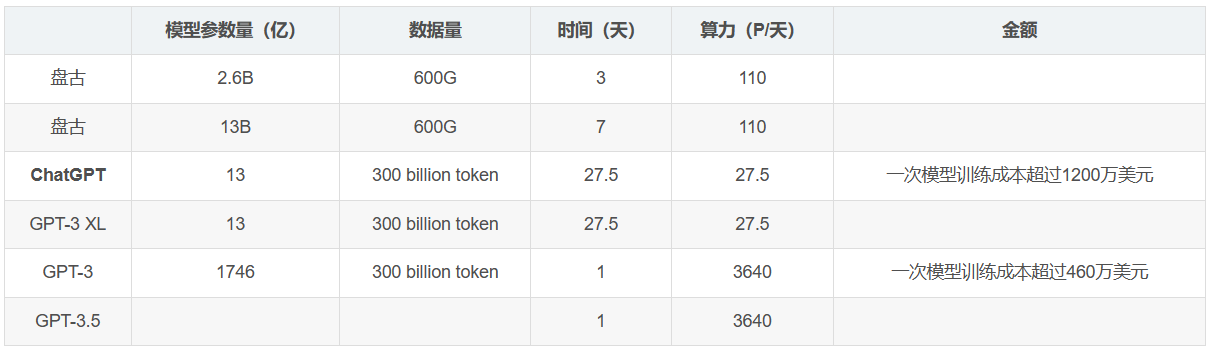 模型参数量（亿） 数据量 时间（天） 算力（P/天） 金额
盘古 2.6B 600G 3 110
盘古 13B 600G 7 110
ChatGPT 13 300 billion token 27.5 27.5 一次模型训练成本超过1200万美元
GPT-3 XL 13 300 billion token 27.5 27.5
GPT-3 1746 300 billion token 1 3640 一次模型训练成本超过460万美元
GPT-3.5 1 3640